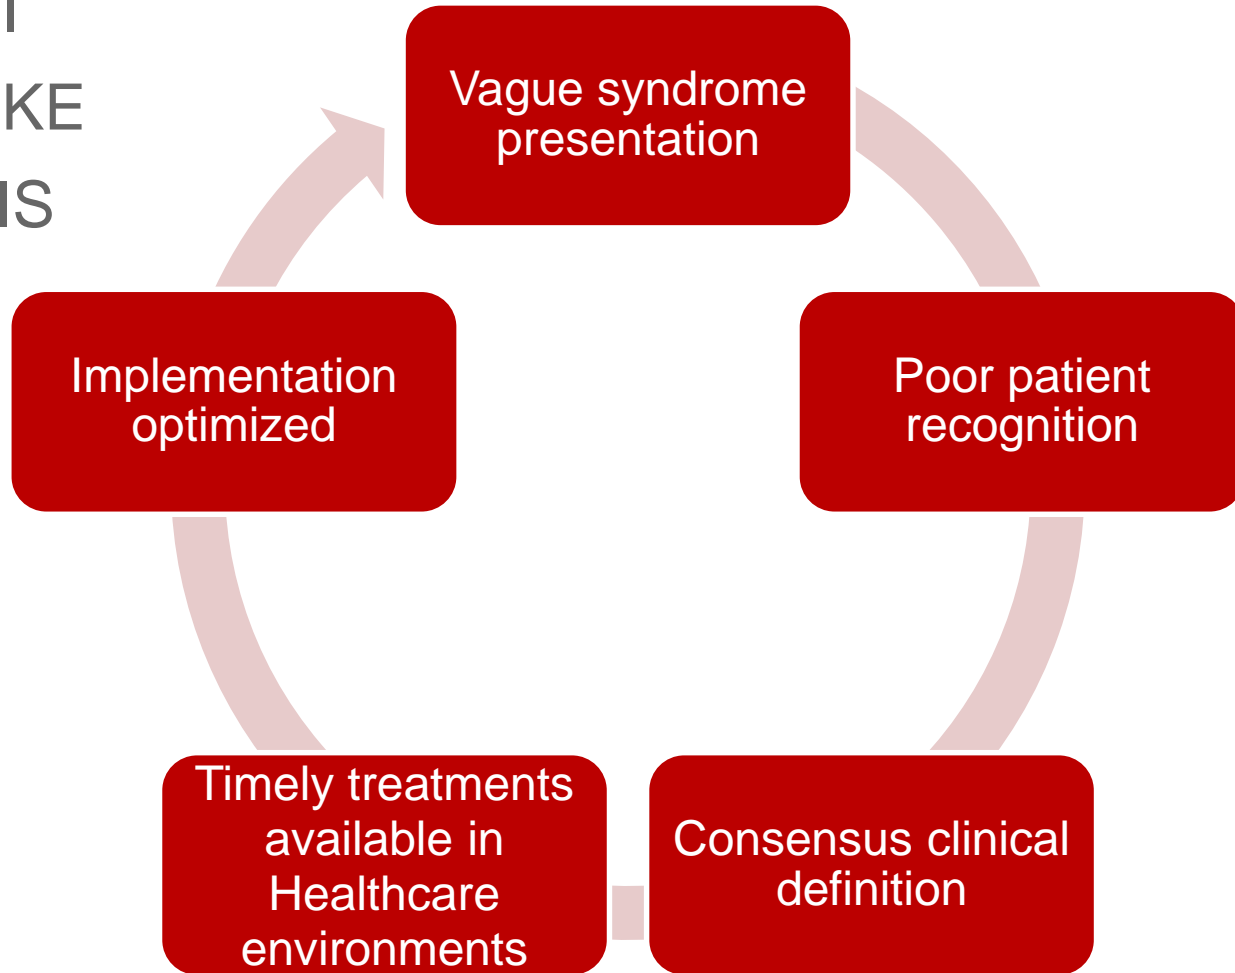 KE
IS
Vague syndrome
presentation
Implementation
optimized
Poor patient
recognition
Timely treatments
available in
Healthcare
environments
Consensus clinical
definition